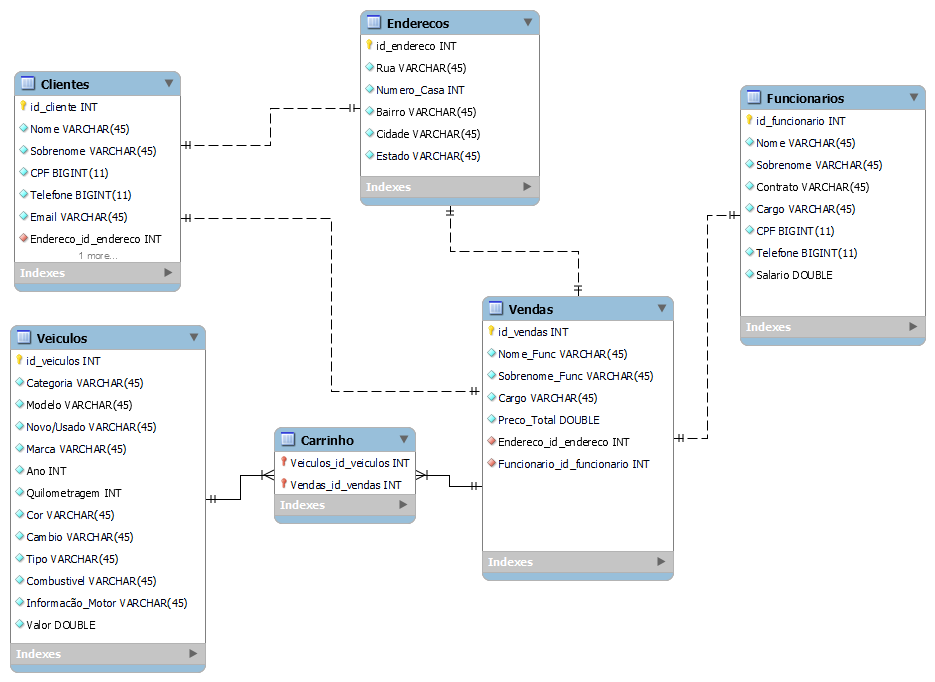 Enderecos
id_endereco INT
Rua VARCHAR(45)
Numero_Casa INT
Bairro VARCHAR(45)
Cidade VARCHAR(45)
Estado VARCHAR(45)
Indexes
Clientes
id_cliente INT
Nome VARCHAR(45)
Sobrenome VARCHAR(45)
CPF BIGINT(11)
Telefone BIGINT(11)
Email VARCHAR(45)
Endereco_id_endereco INT
1 more...
Indexes
Funcionarios
id_funcionario INT
Nome VARCHAR(45)
Sobrenome VARCHAR(45)
Contrato VARCHAR(45)
Cargo VARCHAR(45)
CPF BIGINT(11)
Telefone BIGINT(11)
Salario DOUBLE
Indexes
Veiculos
id_veiculos INT
Categoria VARCHAR(45)
Modelo VARCHAR(45)
Novo/Usado VARCHAR(45)
Marca VARCHAR(45)
Ano INT
Quilometragem INT
Cor VARCHAR(45)
Cambio VARCHAR(45)
Tipo VARCHAR(45)
Combustivel VARCHAR(45)
Informacão_Motor VARCHAR(45)
Valor DOUBLE
Indexes
Carrinho
Veiculos_id_veiculos INT
Vendas_id_vendas INT
Indexes
Vendas
id_vendas INT
Nome_Func VARCHAR(45)
Sobrenome_Func VARCHAR(45)
Cargo VARCHAR(45)
Preco_Total DOUBLE
Endereco_id_endereco INT
Funcionario_id_funcionario INT
Indexes